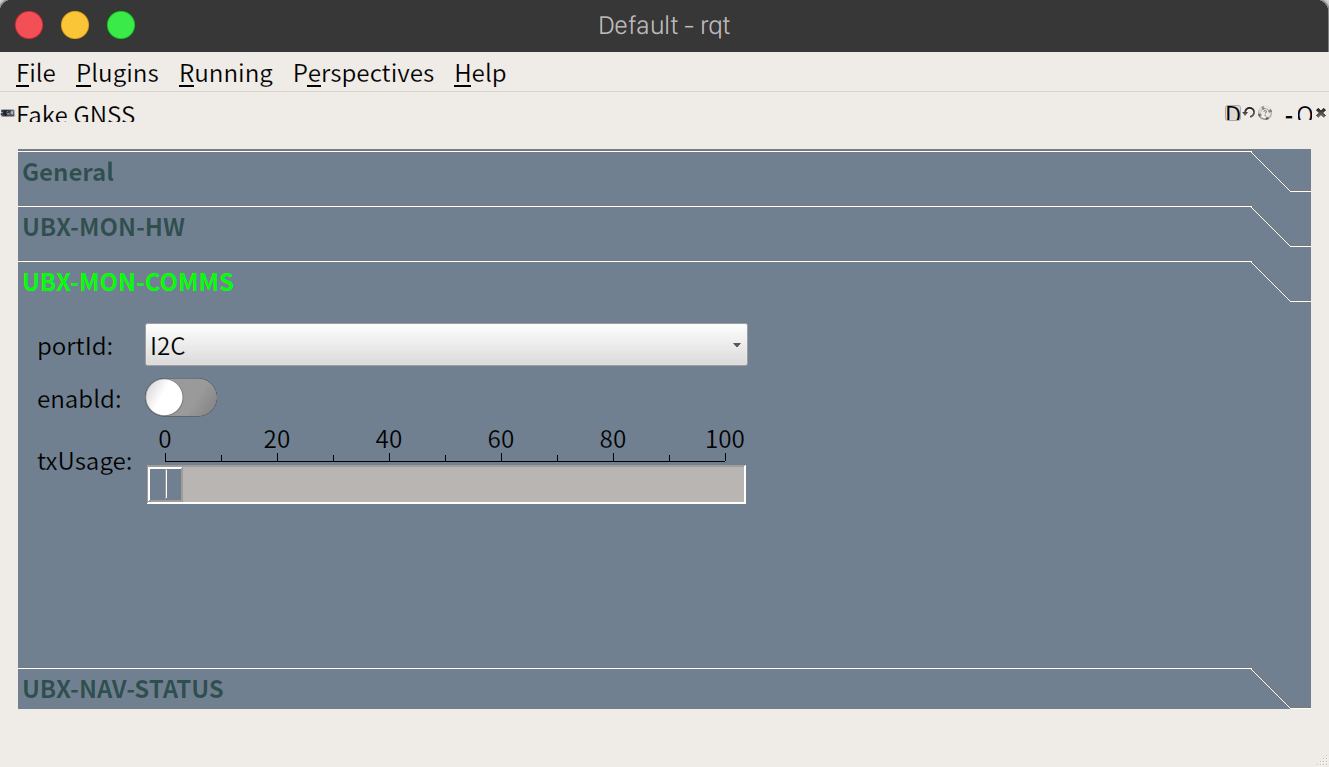 Default - rqt
File Plugins Running Perspectives Help
Fake GNSS D
General
UBX-MON-HW
UBX-MON-COMMS
portId: I2C
enabld:
0 20 40 60 80 100
txUsage:
UBX-NAV-STATUS